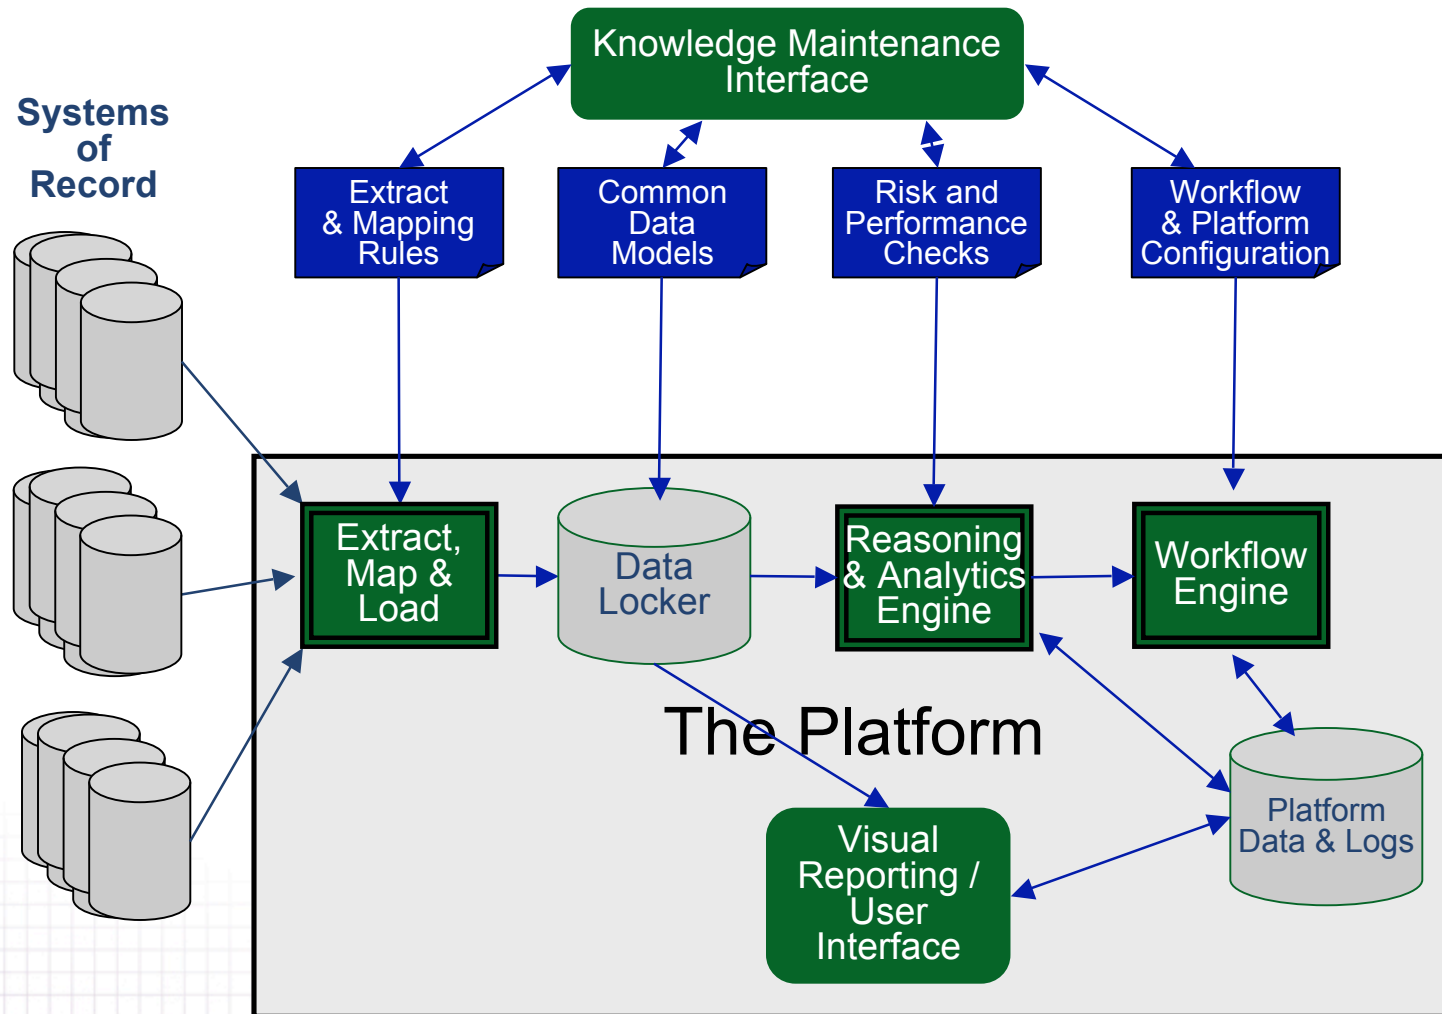 Knowledge Maintenance
Interface
Systems
of
Record
Extract
& Mapping
Rules
Common
Data
Models
Risk and
Performance
Checks
Workflow
& Platform
Configuration
Extract,
Map &
Load
Data
Locker
Reasoning
& Analytics
Engine
Workflow
Engine
The Platform
Platform
Data & Logs
Visual
Reporting /
User
Interface